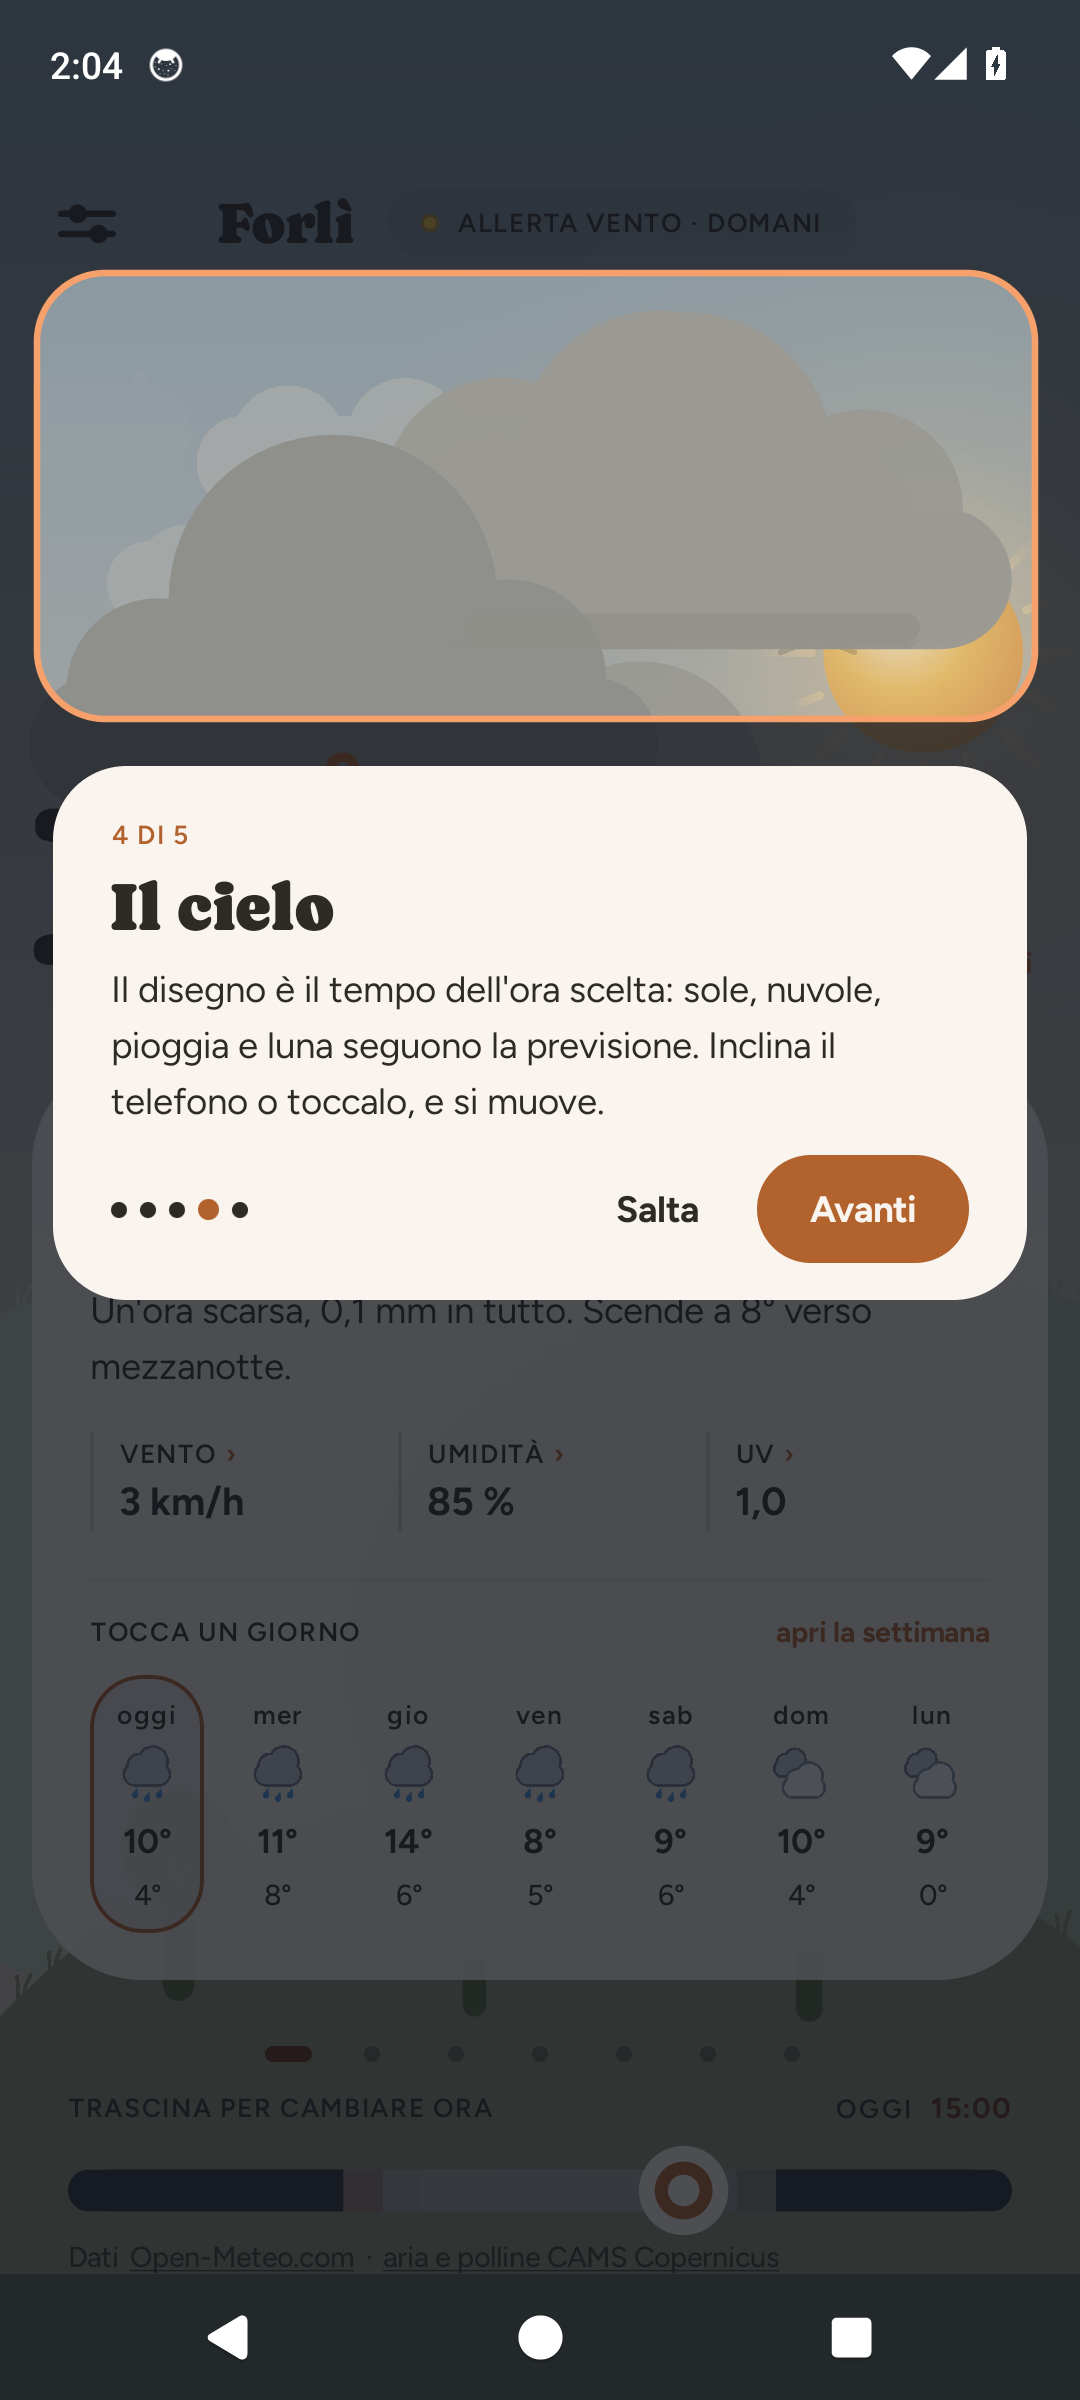 2:04
Forlì
ALLERTA VENTO · DOMANI
4 DI 5
Il cielo
Il disegno è il tempo dell'ora scelta: sole, nuvole,
pioggia e luna seguono la previsione. Inclina il
telefono o toccalo, e si muove.
Salta
Avanti
Un'ora scarsa, 0,1 mm in tutto. Scende a 8° verso
mezzanotte.
VENTO ›
UMIDITÀ ›
UV ›
3 km/h
85 %
1,0
TOCCA UN GIORNO
apri la settimana
oggi mer gio ven sab dom lun
10° 11° 14° 8° 9° 10° 9°
4° 8° 6° 5° 6° 4° 0°
TRASCINA PER CAMBIARE ORA
OGGI 15:00
Dati Open-Meteo.com · aria e polline CAMS Copernicus